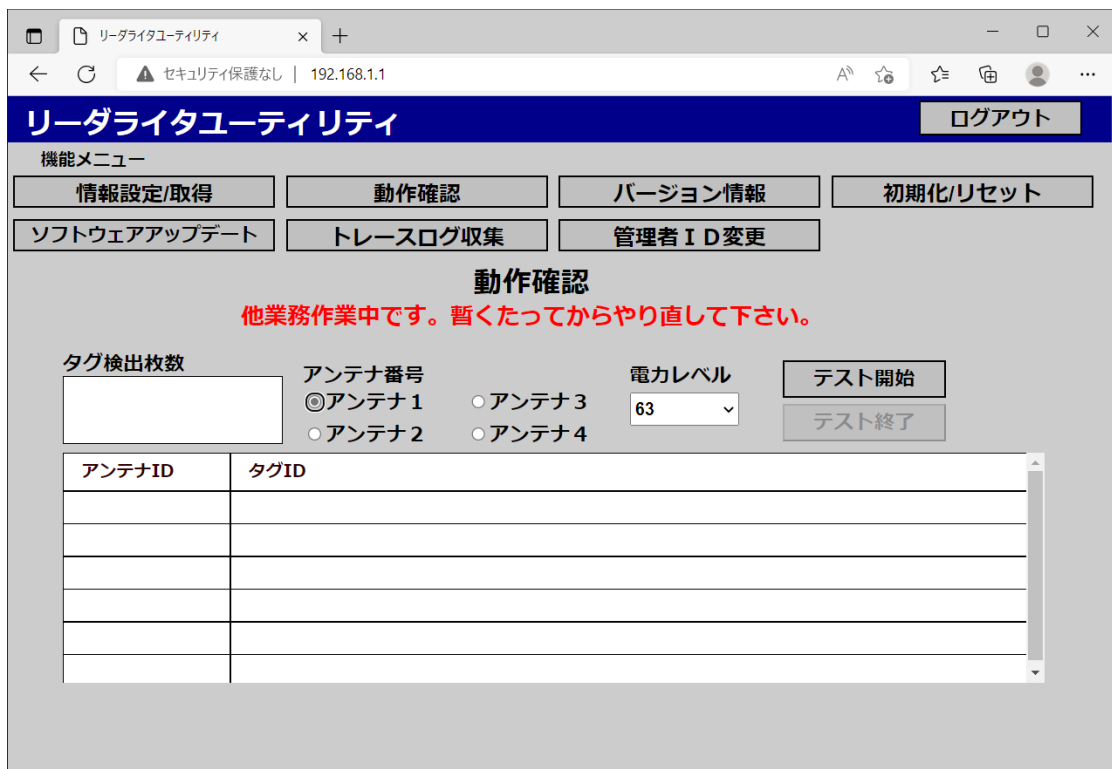 リーダライタユーティリティ
セキュリティ保護なし | 192.168.1.1
リーダライタユーティリティ ログアウト
機能メニュー
情報設定/取得 動作確認 バージョン情報 初期化/リセット
ソフトウェアアップデート トレースログ収集 管理者ＩＤ変更
動作確認
他業務作業中です。暫くたってからやり直して下さい。
タグ検出枚数 アンテナ番号 電力レベル テスト開始
アンテナ１ アンテナ３ 63
アンテナ２ アンテナ４ テスト終了
アンテナID タグID